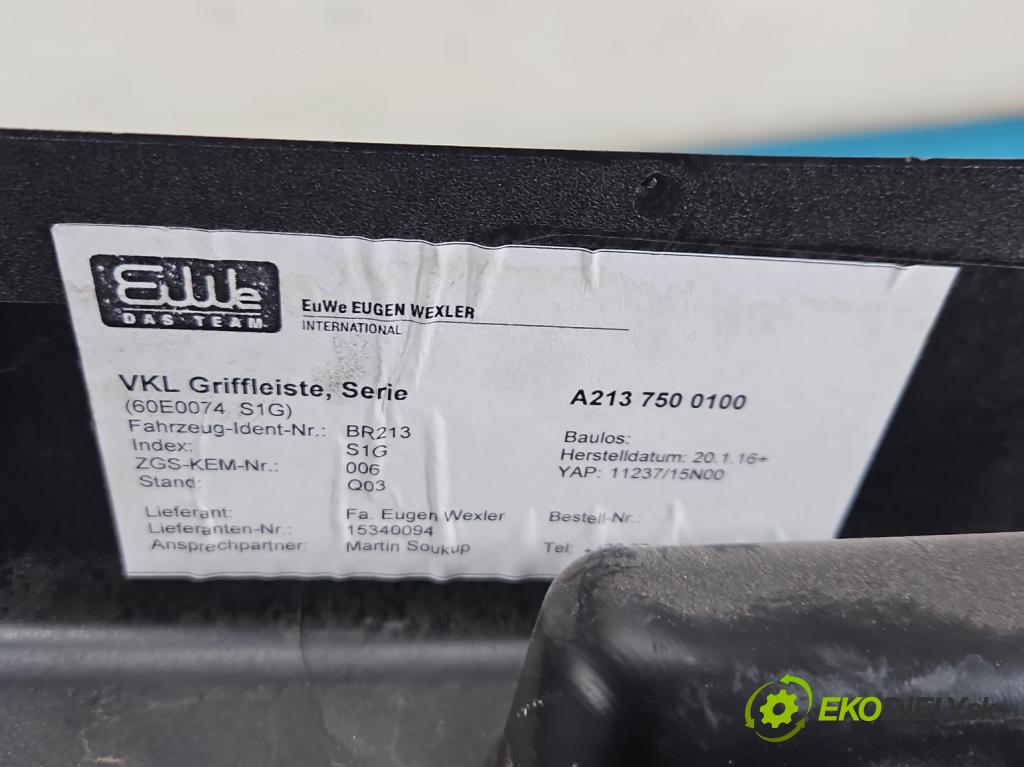 EuWe
DAS TEAM
EuWe EUGEN WEXLER
INTERNATIONAL
VKL Griffleiste, Serie
A213 750 0100
(60E0074 S1G)
Fahrzeug-Ident-Nr.: BR213
Baulos:
Index: S1G
Herstelldatum: 20.1.16+
ZGS-KEM-Nr.: 006
YAP: 11237/15N00
Stand: Q03
Lieferant: Fa. Eugen Wexler
Bestell-Nr.:
Lieferanten-Nr.: 15340094
Ansprechpartner: Martin Soukup
Tel:
EKODIELY.sk